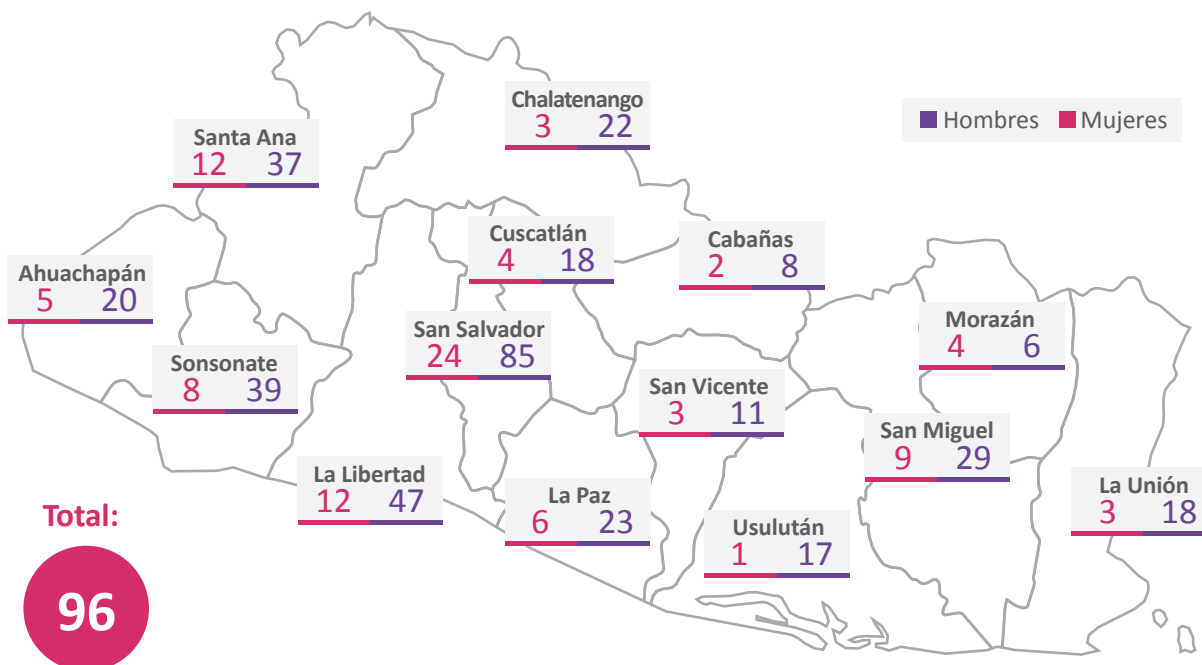 Chalatenango
3 22
Hombres Mujeres
Santa Ana
12 37
Cuscatlán
4 18
Cabañas
2 8
Ahuachapán
5 20
San Salvador
24 85
Morazán
4 6
Sonsonate
8 39
San Vicente
3 11
San Miguel
9 29
La Libertad
12 47
La Paz
6 23
La Unión
3 18
Usulután
1 17
Total:
96